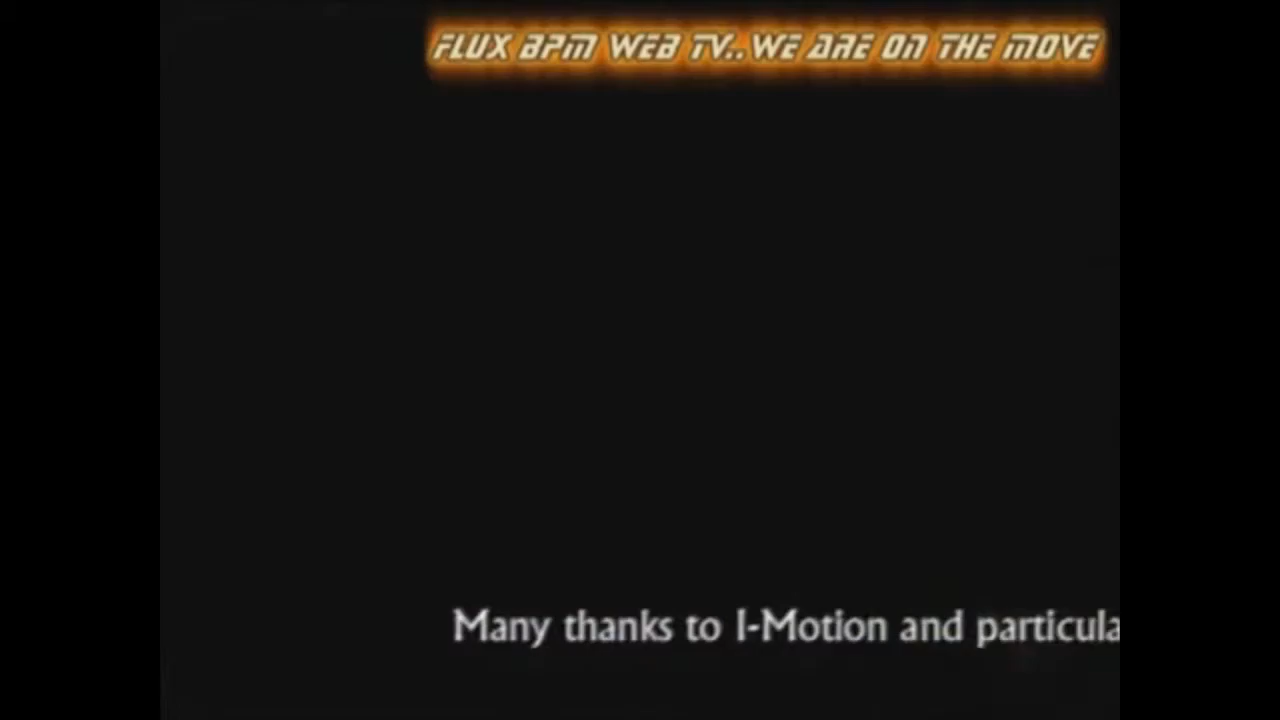 FLUX BPM WEB TV..WE ARE ON THE MOVE
Many thanks to I-Motion and particula